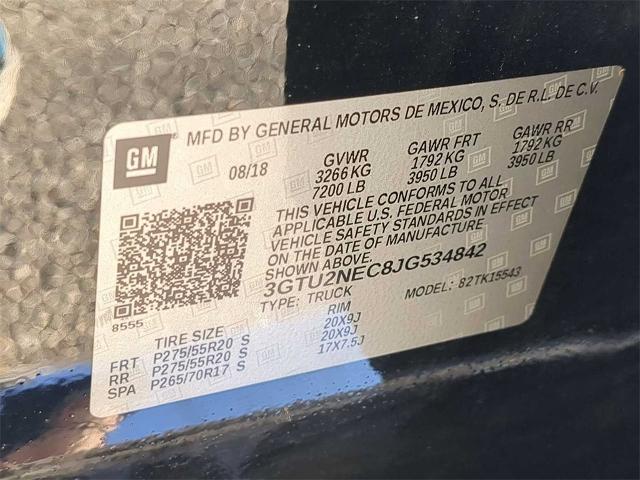 GM
MFD BY GENERAL MOTORS DE MEXICO, S. DE R.L. DE C.V.
08/18 GVWR GAWR FRT GAWR RR
3266 KG 1792 KG 1792 KG
7200 LB 3950 LB 3950 LB
THIS VEHICLE CONFORMS TO ALL
APPLICABLE U.S. FEDERAL MOTOR
VEHICLE SAFETY STANDARDS IN EFFECT
ON THE DATE OF MANUFACTURE
SHOWN ABOVE.
3GTU2NEC8JG534842
TYPE: TRUCK MODEL: 82TK15543
8555
TIRE SIZE RIM
FRT P275/55R20 S 20X9J
RR P275/55R20 S 20X9J
SPA P265/70R17 S 17X7.5J